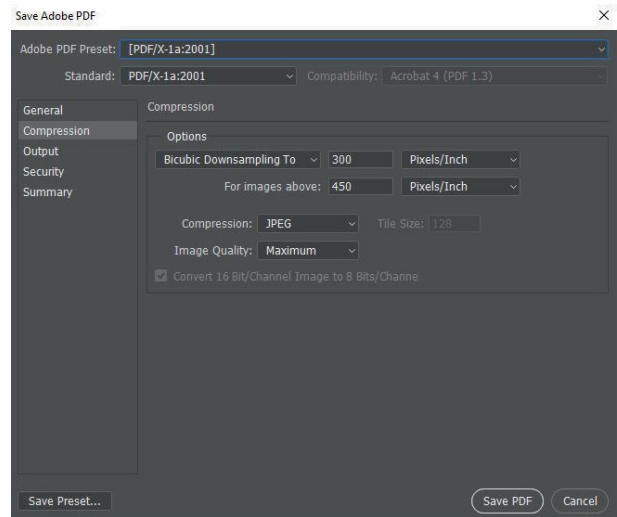 Save Adobe PDF
Adobe PDF Preset: [PDF/X-1a:2001]
Standard: PDF/X-1a:2001 Compatibility: Acrobat 4 (PDF 1.3)
General
Compression
Output
Security
Summary
Compression
Options
Bicubic Downsampling To 300 Pixels/Inch
For images above: 450 Pixels/Inch
Compression: JPEG Tile Size: 128
Image Quality: Maximum
Convert 16 Bit/Channel Image to 8 Bits/Channe
Save Preset... Save PDF Cancel